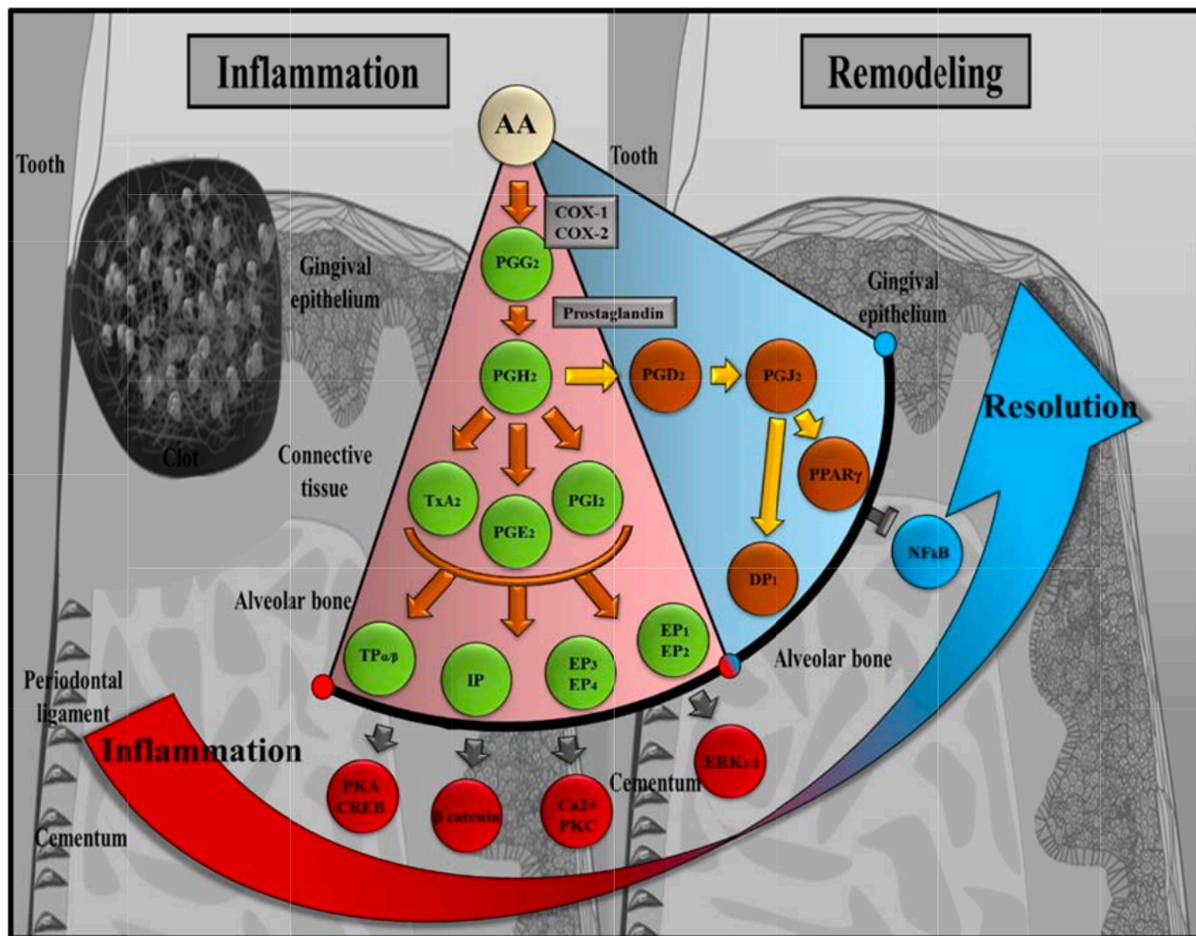 Inflammation
Remodeling
AA
Tooth
Tooth
COX-1
COX-2
PGG2
Gingival
epithelium
Gingival
epithelium
Prostaglandin
PGH2
PGD2
PGJ2
Resolution
Clot
Connective
tissue
PPARγ
TxA2
PGI2
PGE2
NFkB
DP1
Alveolar bone
EP1
EP2
TPα/β
IP
EP3
EP4
Alveolar bone
Periodontal
ligament
Inflammation
ERK1/2
Cementum
PKA
CREB
β catenin
Ca2+
PKC
Cementum